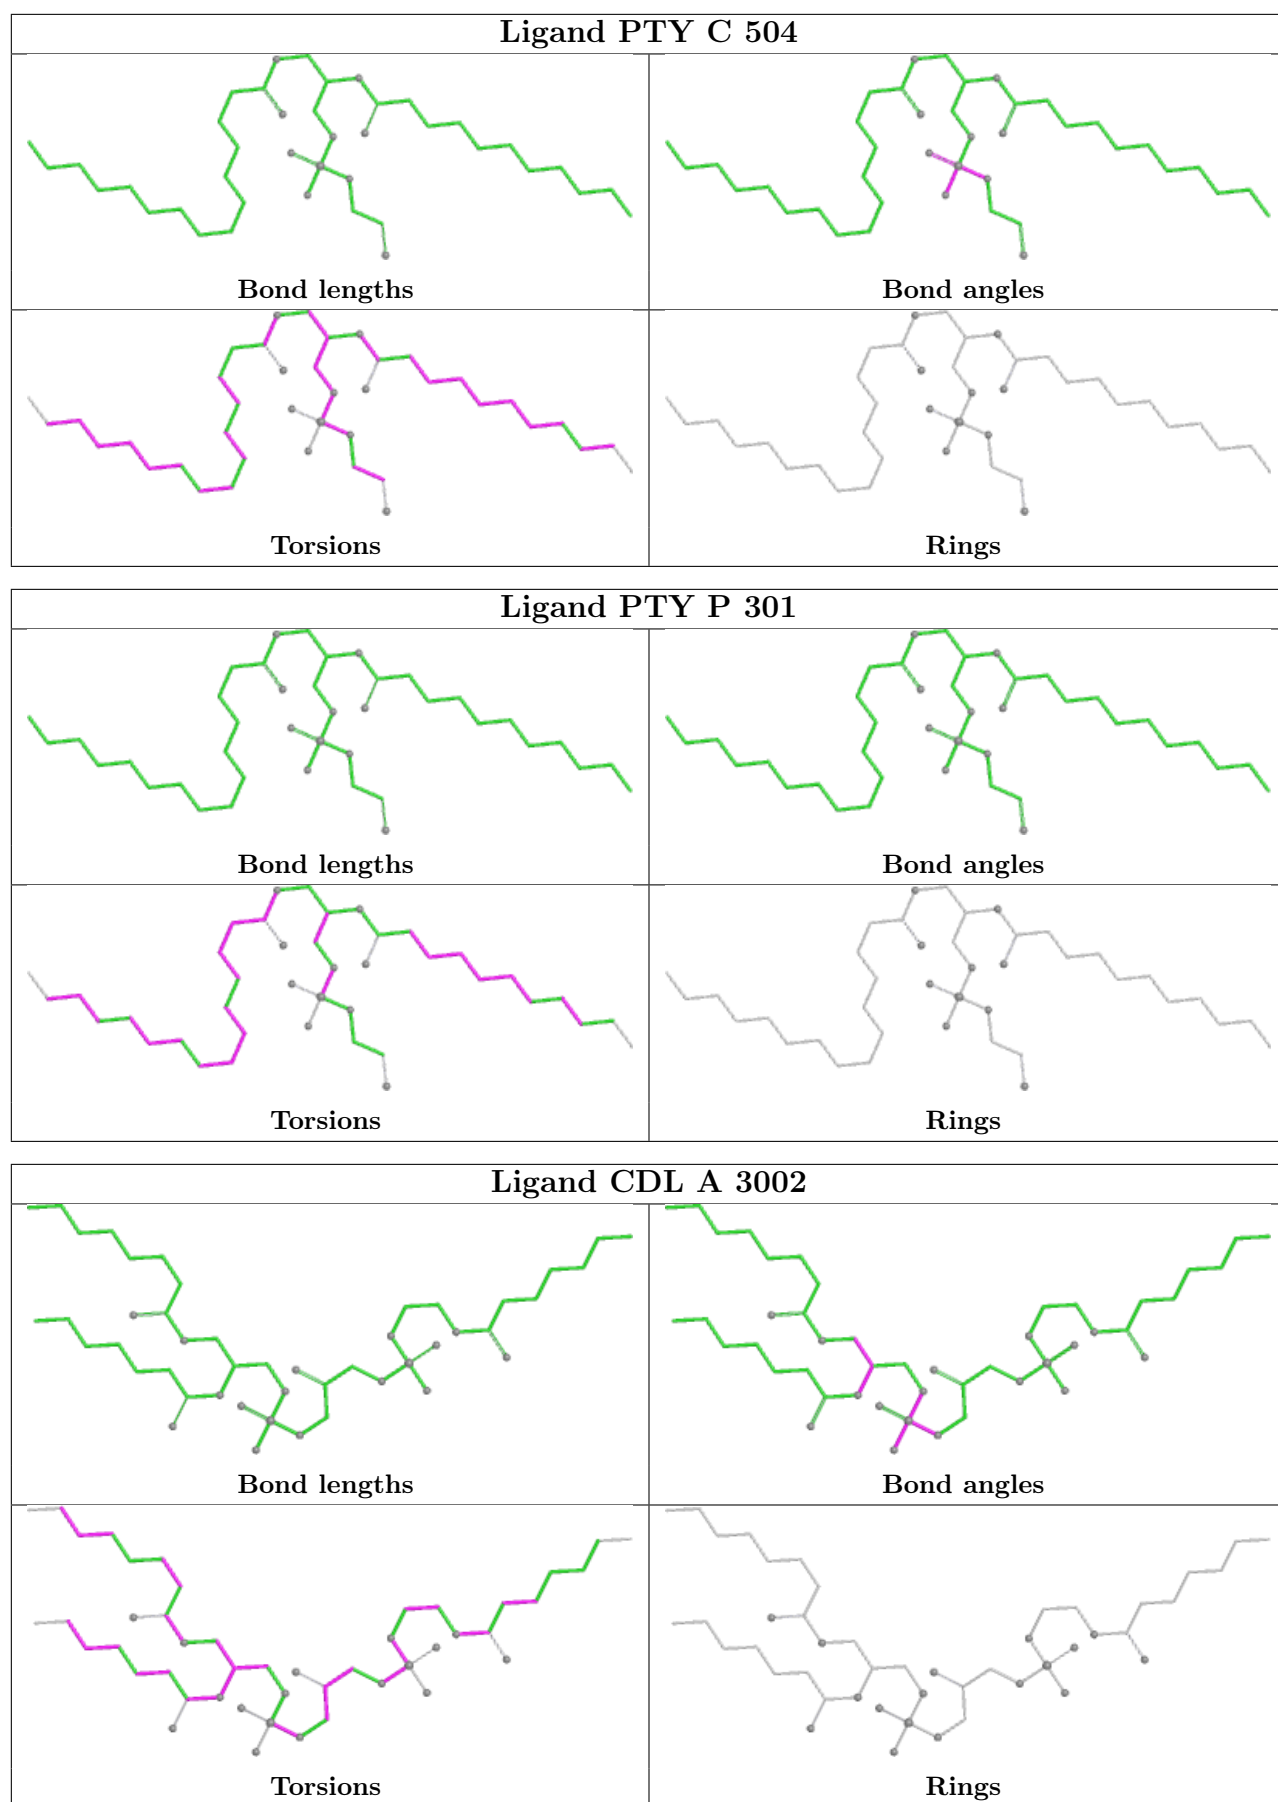 Ligand PTY C 504
Bond lengths
Bond angles
Torsions
Rings
Ligand PTY P 301
Bond lengths
Bond angles
Torsions
Rings
Ligand CDL A 3002
Bond lengths
Bond angles
Torsions
Rings